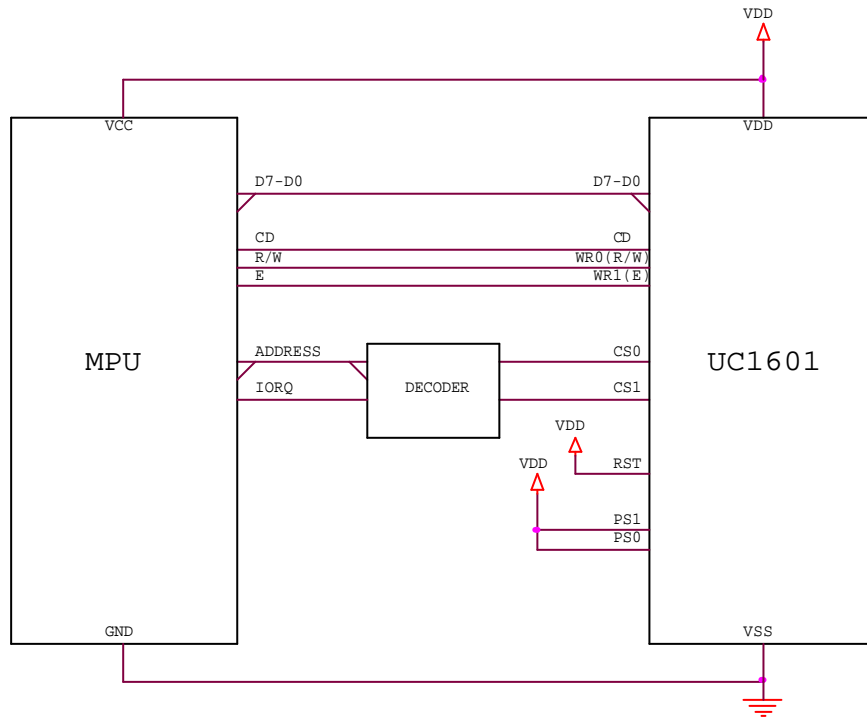 VDD
VCC
VDD
D7-D0
D7-D0
CD
CD
R/W
WR0(R/W)
E
WR1(E)
MPU
ADDRESS
DECODER
CS0
UC1601
IORQ
CS1
VDD
RST
VDD
PS1
PS0
GND
VSS